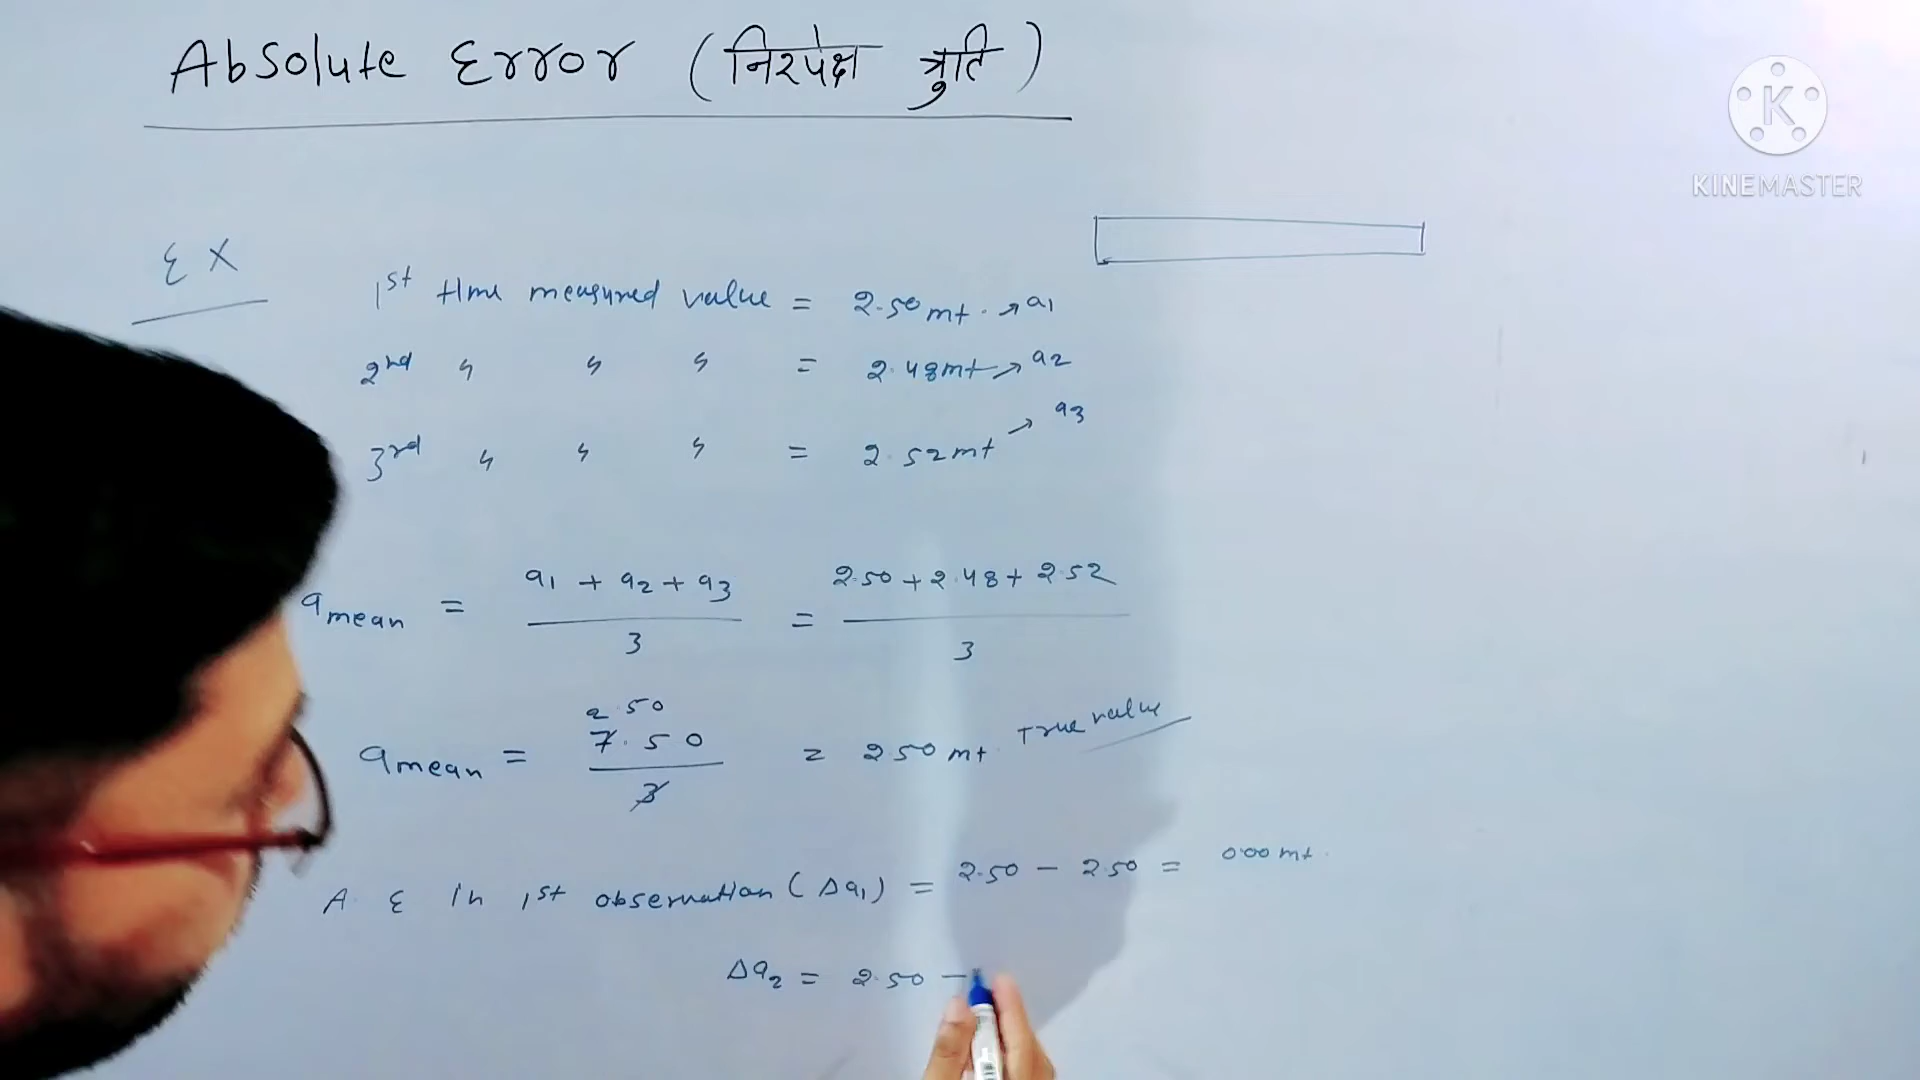 Absolute Error (निरपेक्ष त्रुति)
K
KINEMASTER
EX
1st time measured value = 2.50 mt. → a1
2nd " " " = 2.48 mt → a2
3rd " " " = 2.52 mt → a3
amean = a1 + a2 + a3 / 3 = 2.50 + 2.48 + 2.52 / 3
amean = 2.50 7.50 / 3 = 2.50 mt. True value
A. E in 1st observation (Δa1) = 2.50 − 2.50 = 0.00 mt.
Δa2 = 2.50 −